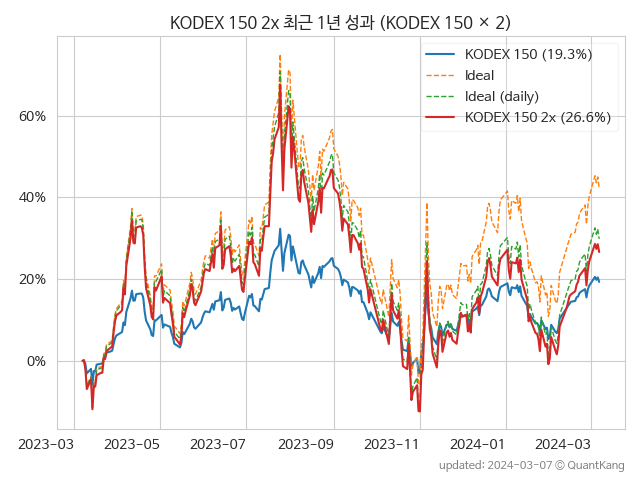 KODEX 150 2x 최근 1년 성과 (KODEX 150 × 2)
KODEX 150 (19.3%)
Ideal
Ideal (daily)
KODEX 150 2x (26.6%)
60%
40%
20%
0%
2023-03 2023-05 2023-07 2023-09 2023-11 2024-01 2024-03
updated: 2024-03-07 © QuantKang